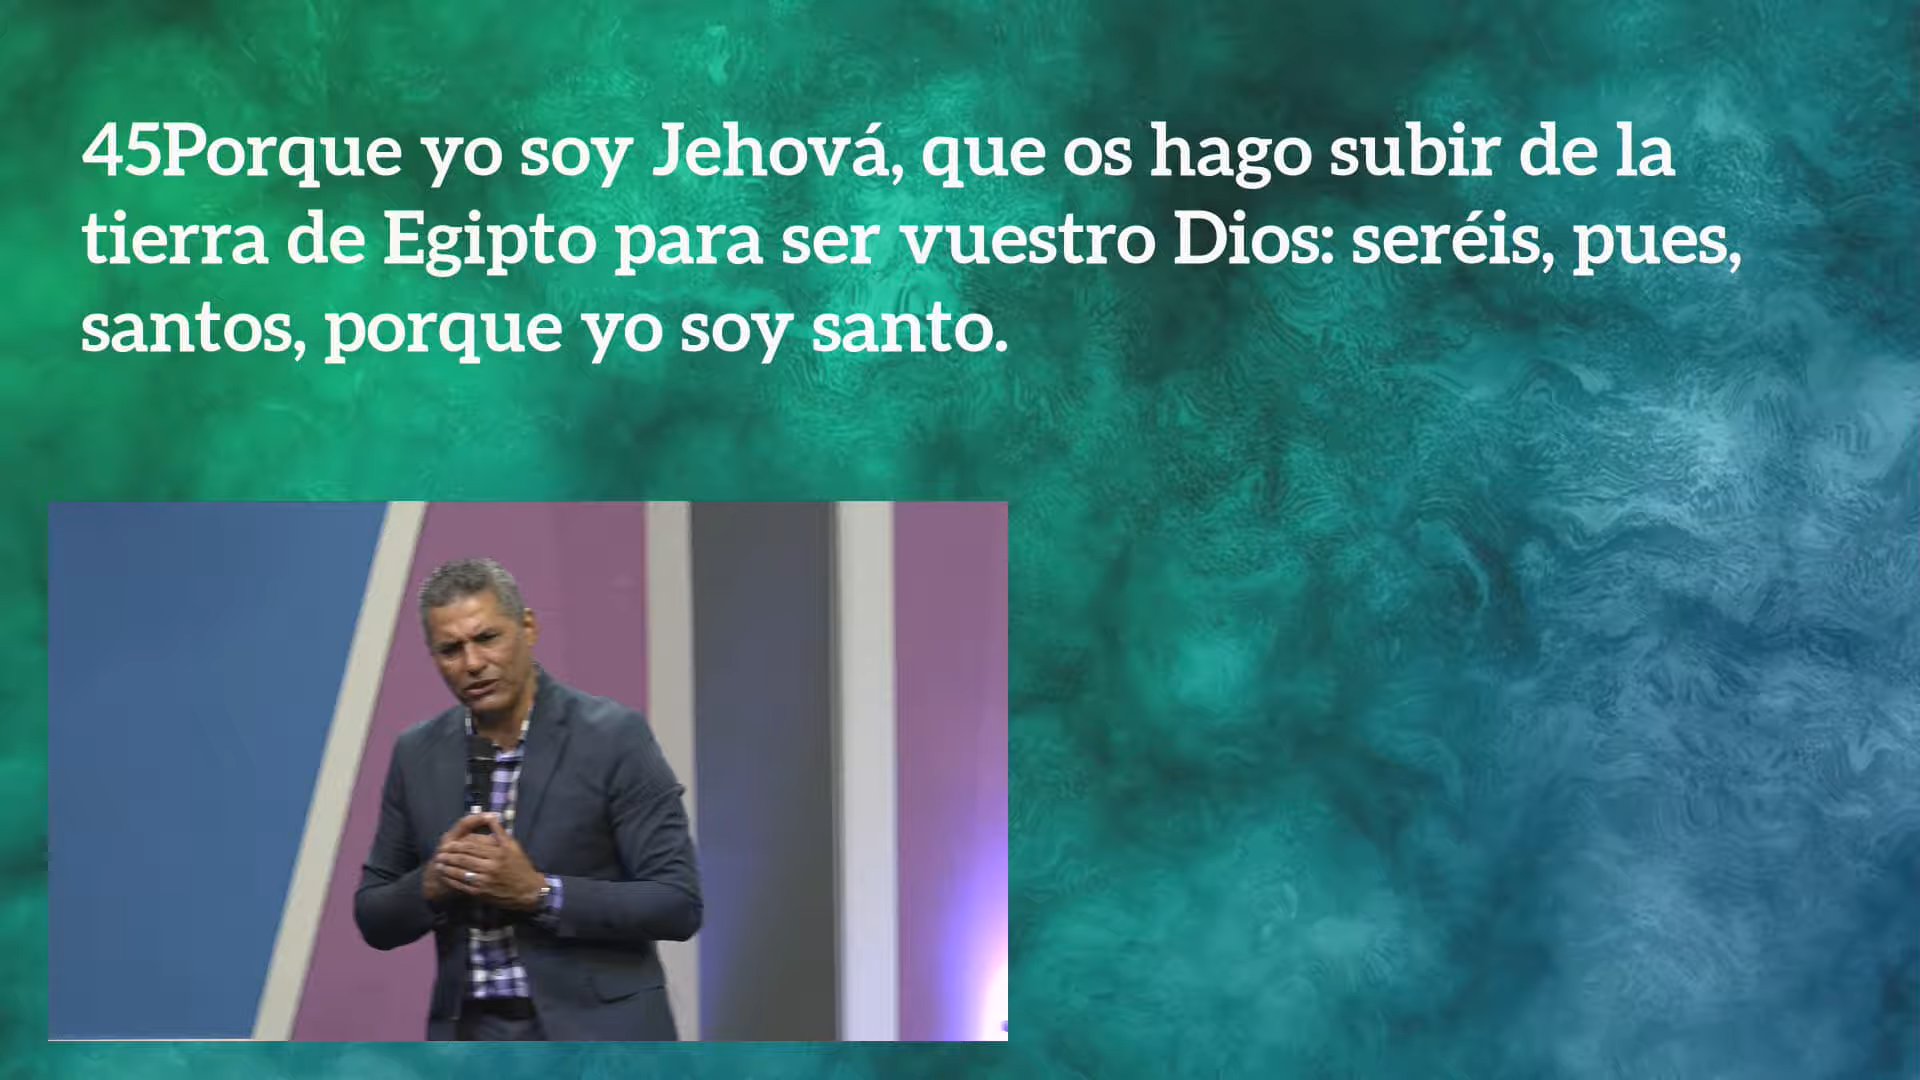 45Porque yo soy Jehová, que os hago subir de la
tierra de Egipto para ser vuestro Dios: seréis, pues,
santos, porque yo soy santo.